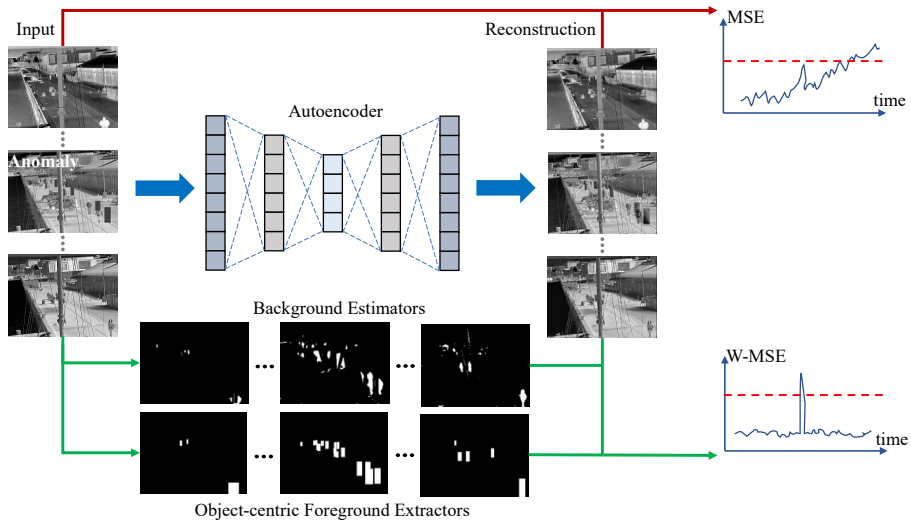 Input
Reconstruction
MSE
time
Autoencoder
Anomaly
Background Estimators
W-MSE
time
Object-centric Foreground Extractors